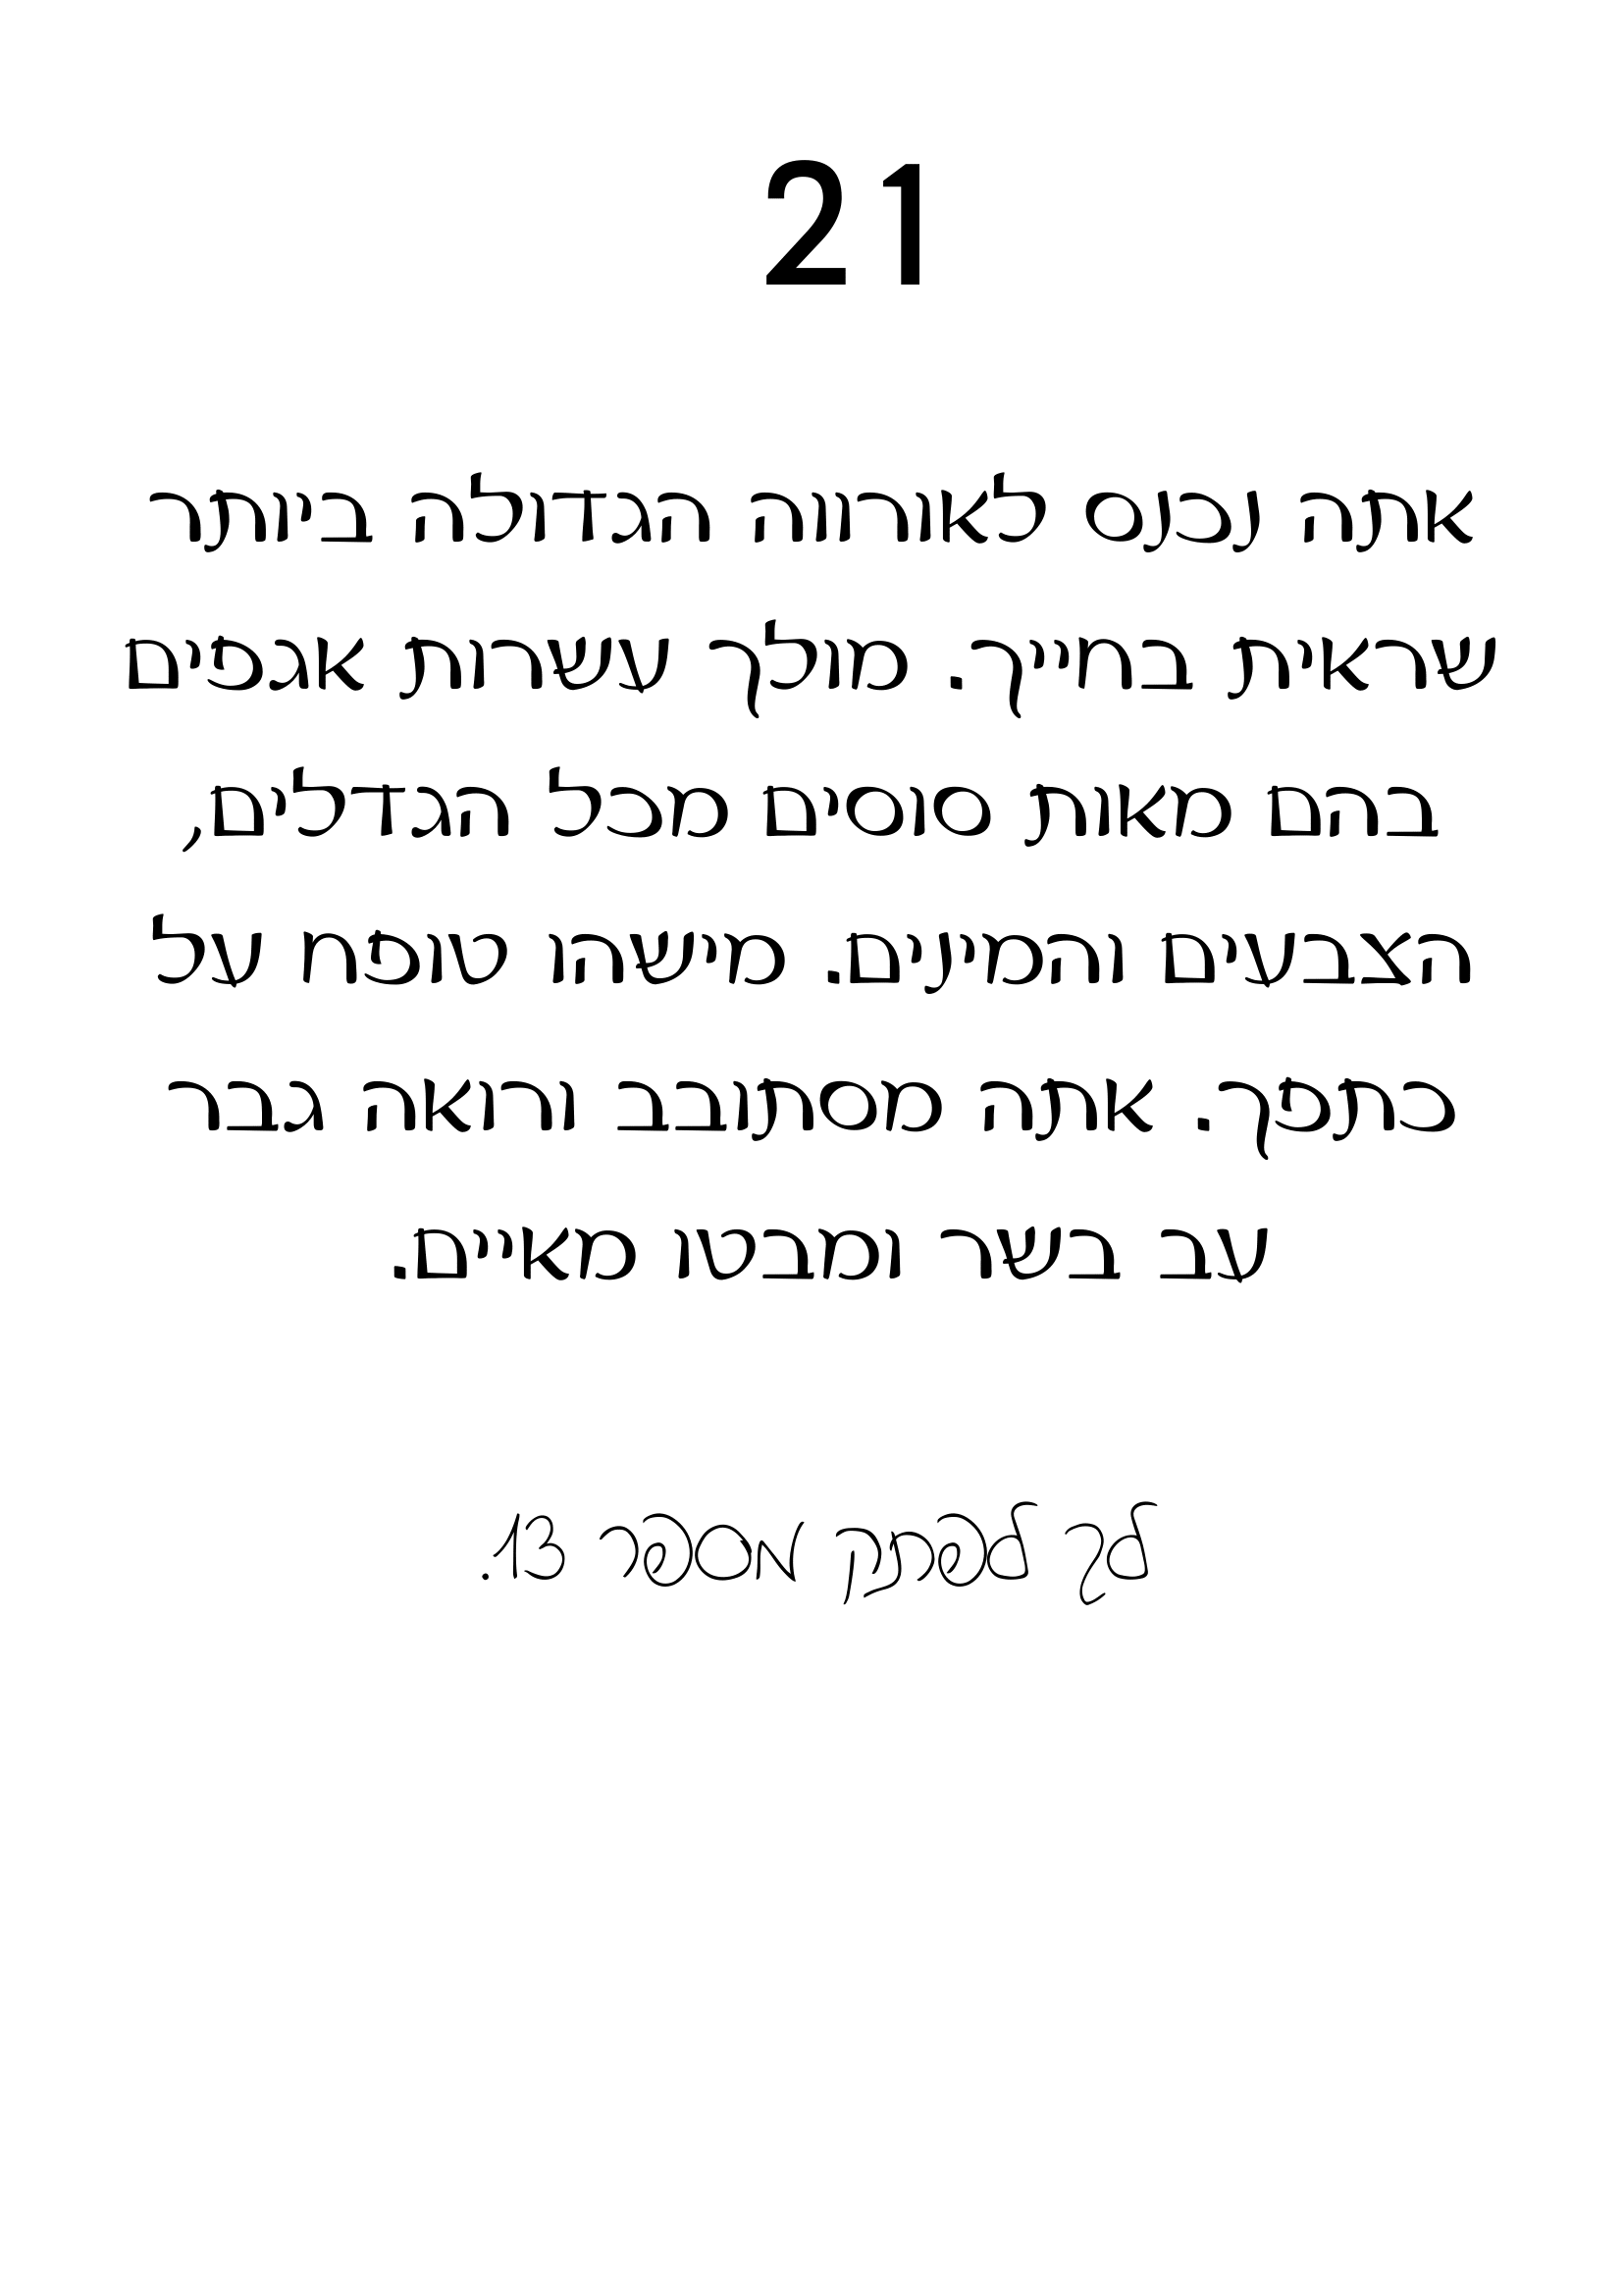 21
אתה נכנס לאורווה הגדולה ביותר
שראית בחייך. מולך עשרות אגפים
בהם מאות סוסים מכל הגדלים,
הצבעים והמינים. מישהו טופח על
כתפך. אתה מסתובב ורואה גבר
עב בשר ומבטו מאיים.
לך לפתק מספר 13.